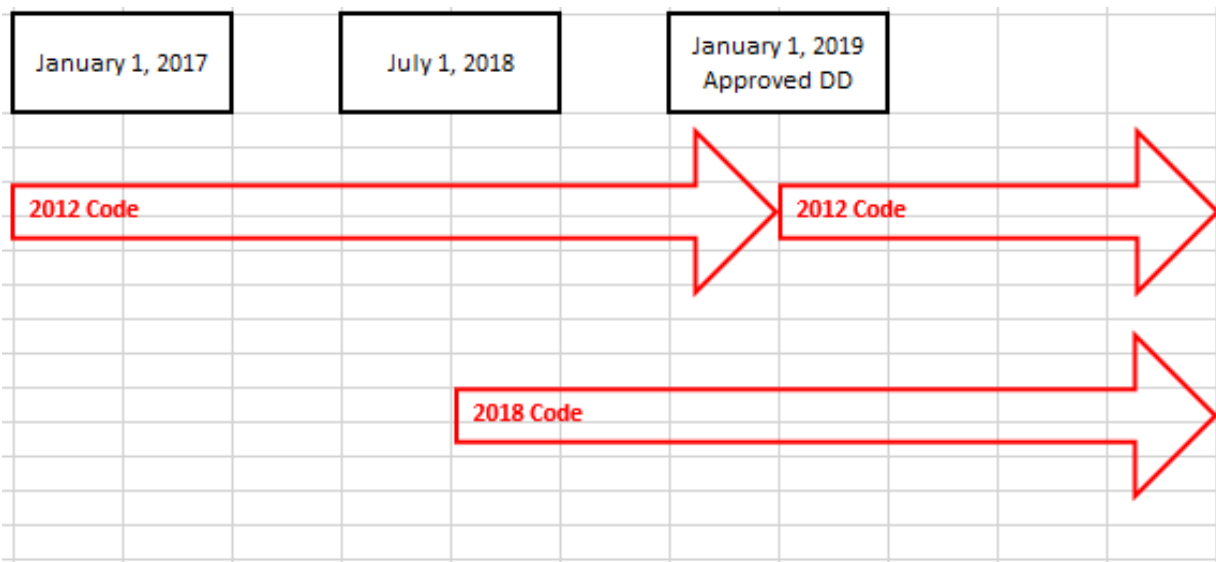 January 1, 2017
July 1, 2018
January 1, 2019
Approved DD
2012 Code
2012 Code
2018 Code